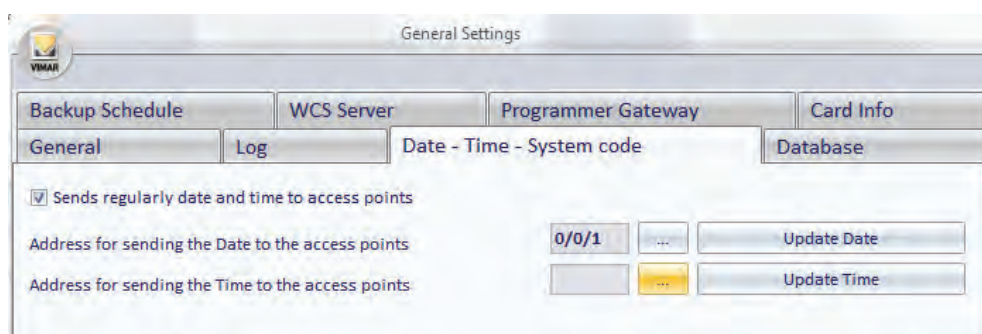 General Settings
VIMAR
Backup Schedule WCS Server Programmer Gateway Card Info
General Log Date - Time - System code Database
Sends regularly date and time to access points
Address for sending the Date to the access points 0/0/1 ... Update Date
Address for sending the Time to the access points ... Update Time